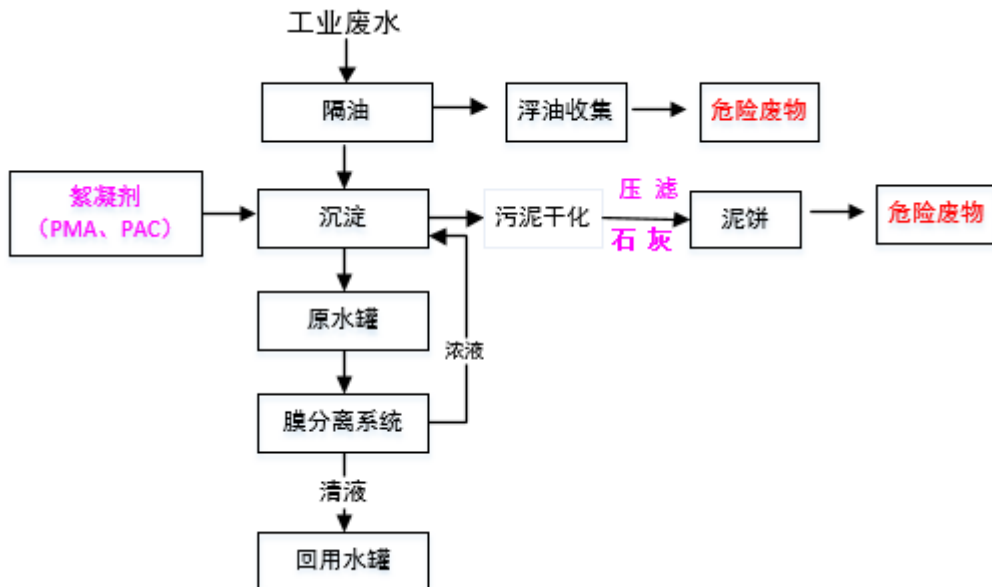 工业废水
隔油
浮油收集
危险废物
絮凝剂
（PMA、PAC）
沉淀
污泥干化
压 滤
石 灰
泥饼
危险废物
原水罐
浓液
膜分离系统
清液
回用水罐